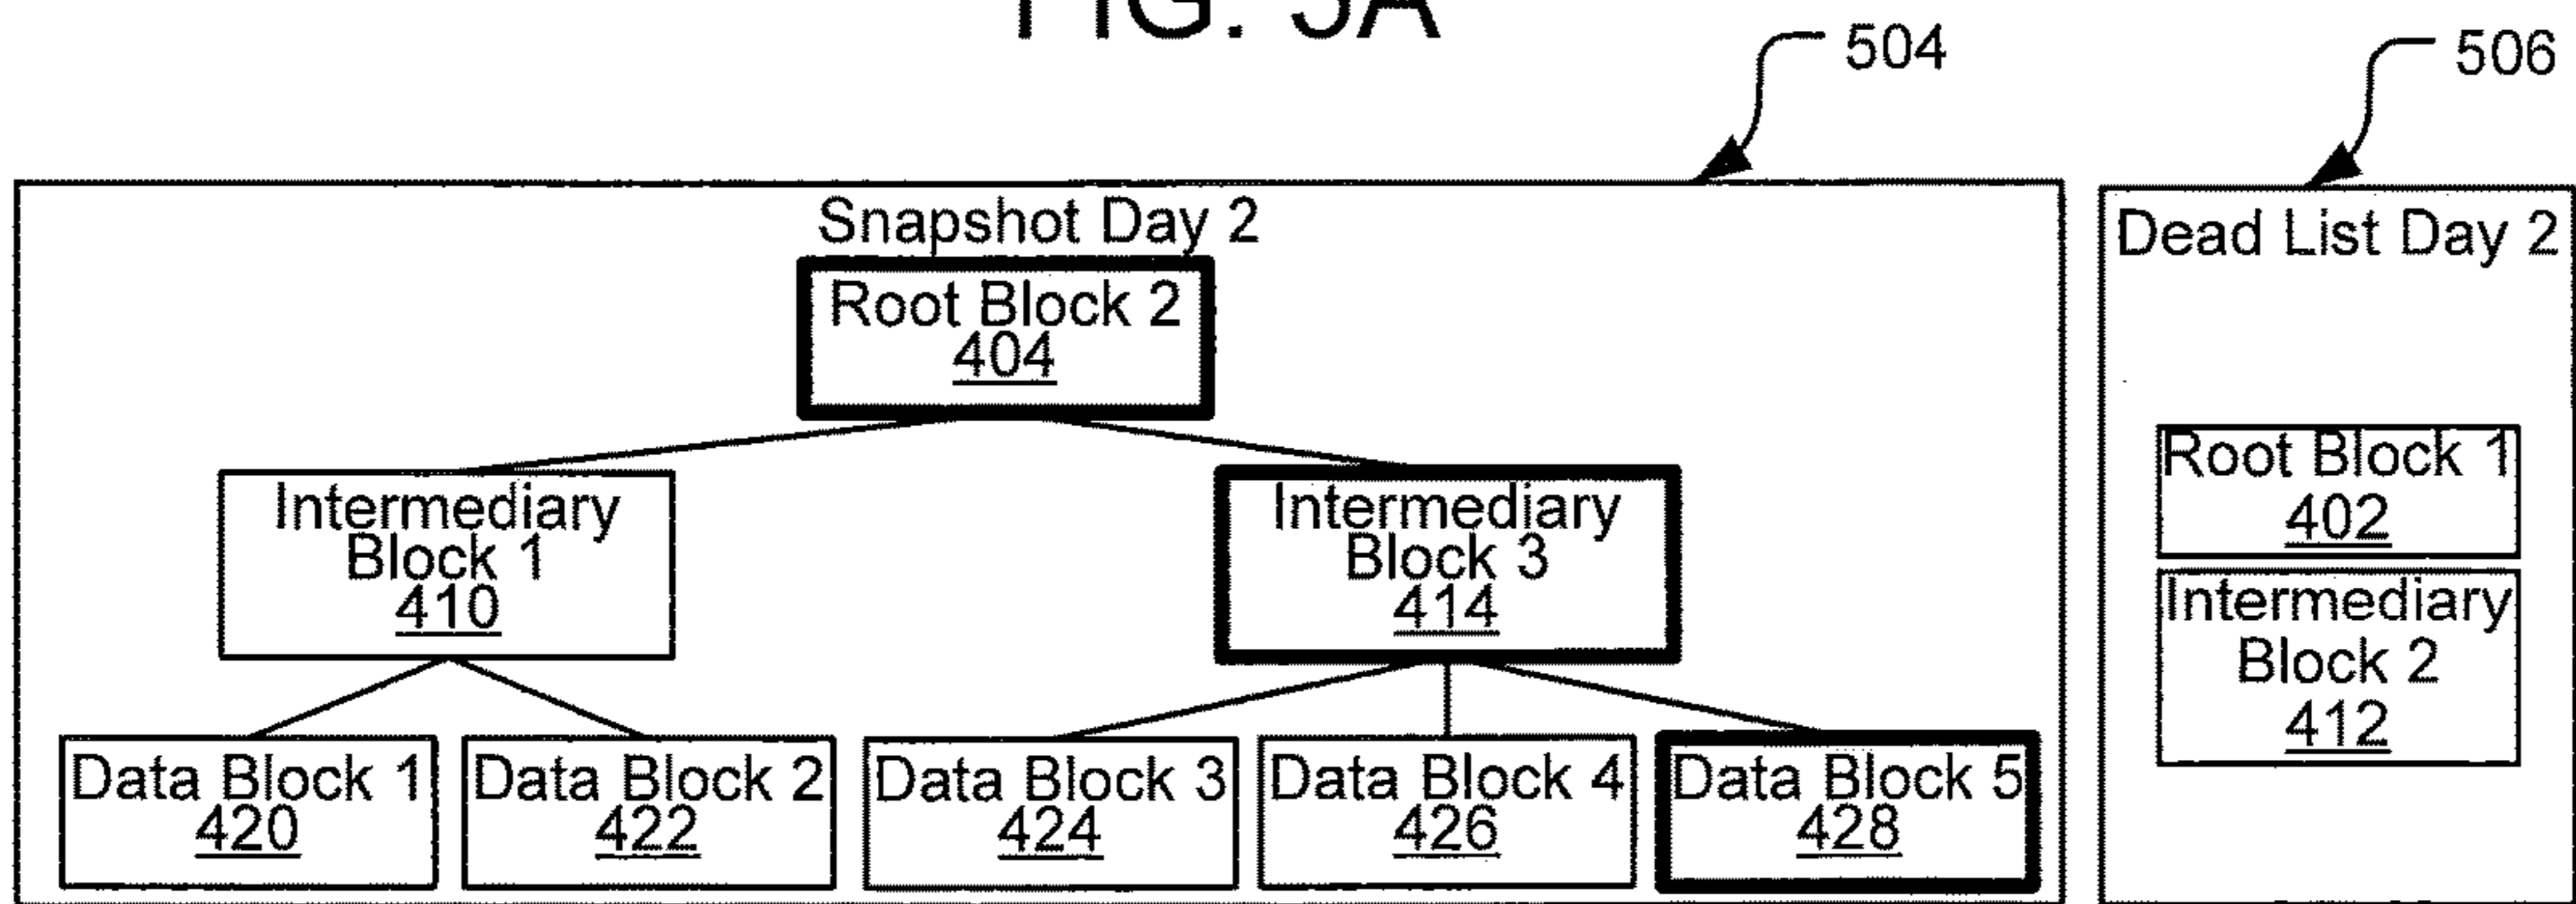 FIG. 5A
504
506
Snapshot Day 2
Root Block 2
404
Intermediary
Block 1
410
Intermediary
Block 3
414
Data Block 1
420
Data Block 2
422
Data Block 3
424
Data Block 4
426
Data Block 5
428
Dead List Day 2
Root Block 1
402
Intermediary
Block 2
412